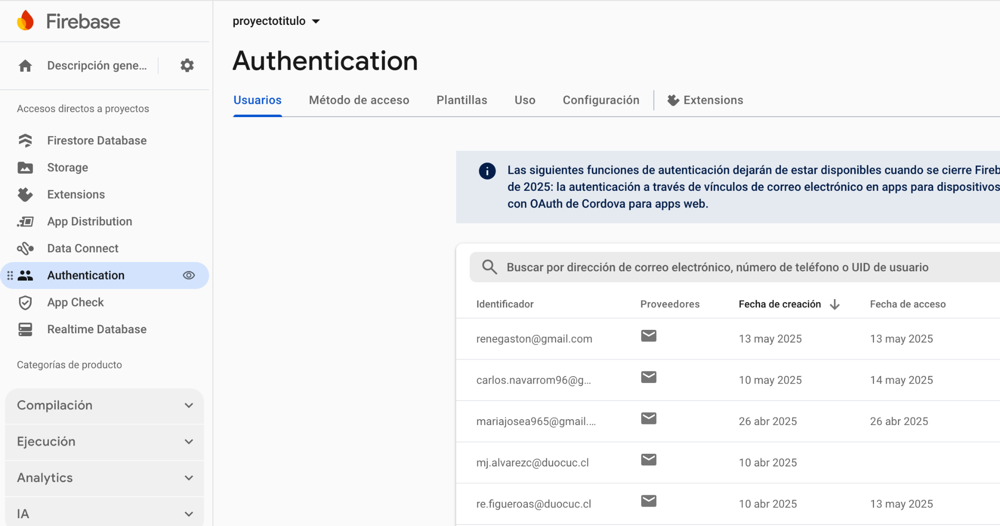 Firebase
Descripción gene...
Accesos directos a proyectos
Firestore Database
Storage
Extensions
App Distribution
Data Connect
Authentication
App Check
Realtime Database
Categorías de producto
Compilación
Ejecución
Analytics
IA
proyectotitulo
Authentication
Usuarios Método de acceso Plantillas Uso Configuración Extensions
Las siguientes funciones de autenticación dejarán de estar disponibles cuando se cierre Fireb
de 2025: la autenticación a través de vínculos de correo electrónico en apps para dispositivos
con OAuth de Cordova para apps web.
Buscar por dirección de correo electrónico, número de teléfono o UID de usuario
Identificador Proveedores Fecha de creación Fecha de acceso
renegaston@gmail.com 13 may 2025 13 may 2025
carlos.navarrom96@g... 10 may 2025 14 may 2025
mariajosea965@gmail.... 26 abr 2025 26 abr 2025
mj.alvarezc@duocuc.cl 10 abr 2025
re.figueroas@duocuc.cl 10 abr 2025 13 may 2025